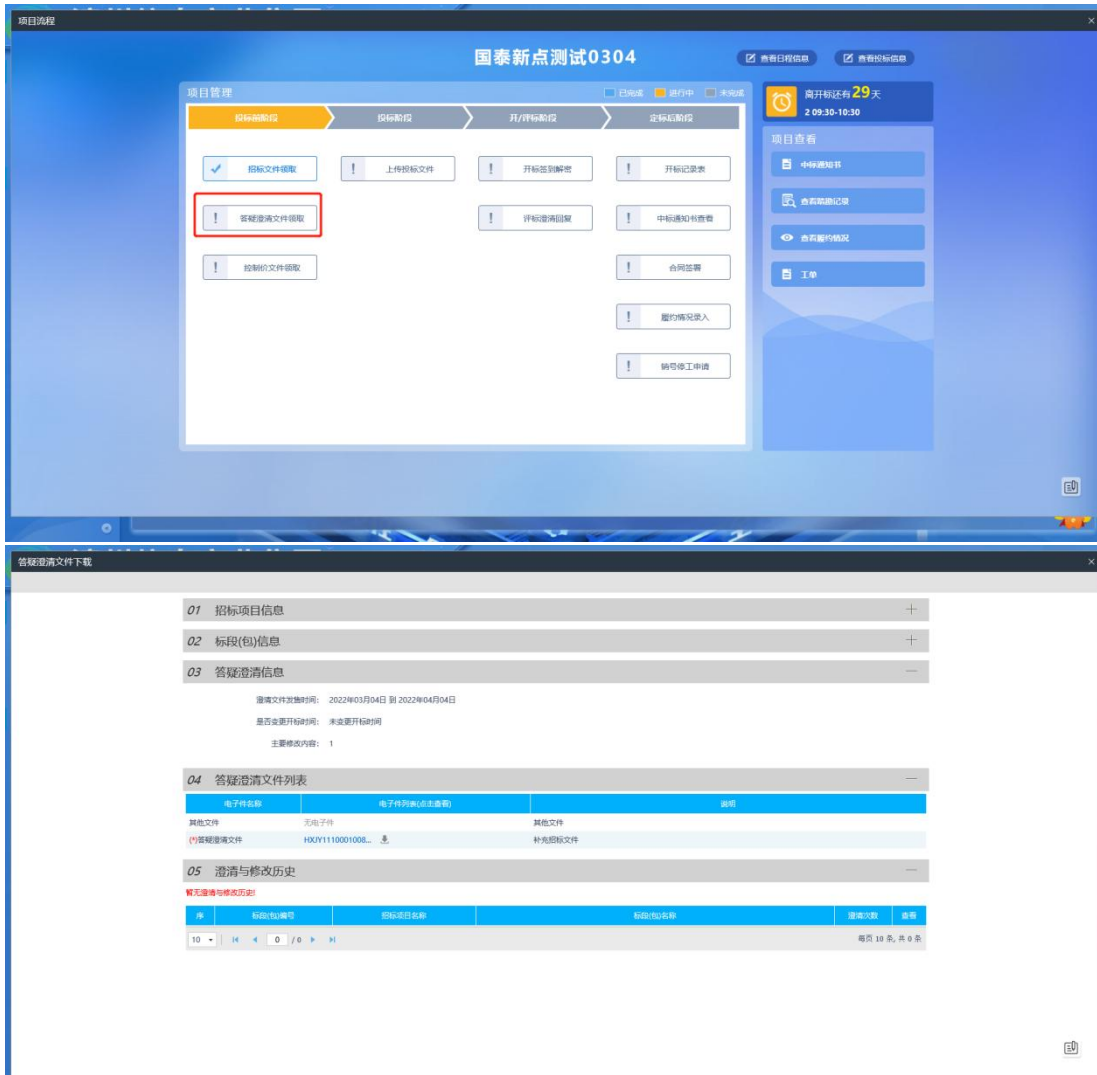 项目流程
×
国泰新点测试0304
查看日程信息
查看投标信息
项目管理
已完成 进行中 未完成
离开标还有29天
2 09:30-10:30
投标前阶段
投标阶段
开/评标阶段
定标后阶段
项目查看
招标文件领取
! 上传投标文件
! 开标签到解密
! 开标记录表
中标通知书
! 答疑澄清文件领取
! 评标澄清回复
! 中标通知书查看
! 控制价文件领取
! 合同签署
! 履约情况录入
查看履约情况
工单
答疑澄清文件下载
×
01 招标项目信息 +
02 标段(包)信息 +
03 答疑澄清信息 —
澄清文件发售时间: 2022年03月04日 到 2022年04月04日
是否变更开标时间: 未变更开标时间
主要修改内容: 1
04 答疑澄清文件列表 —
电子件名称 电子件列表(点击查看) 说明
其他文件 无电子件 其他文件
(*)答疑澄清文件 HXJY1110001008... 补充招标文件
05 澄清与修改历史 —
暂无澄清与修改历史!
序 标段(包)编号 招标项目名称 标段(包)名称 澄清次数 查看
10 0 / 0 每页 10 条, 共 0 条